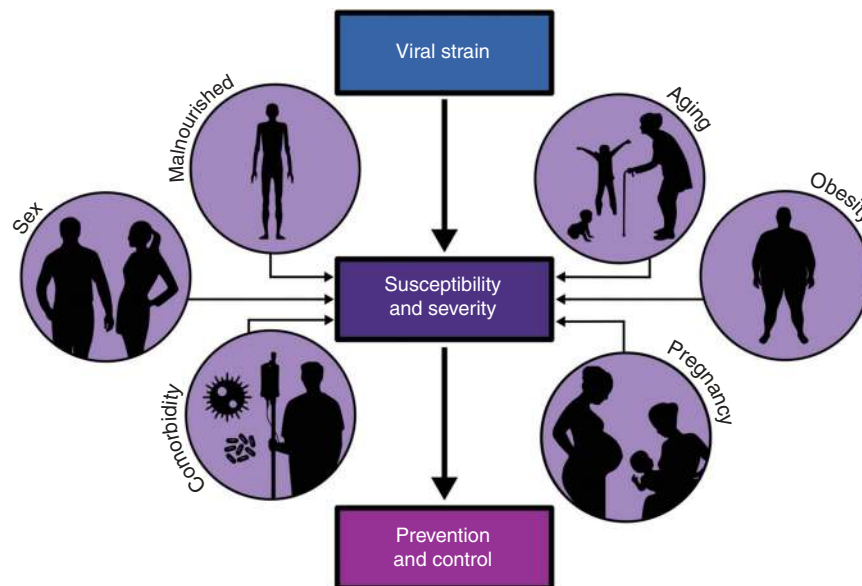 Viral strain
Malnourished
Aging
Sex
Obesity
Susceptibility
and severity
Comorbidity
Pregnancy
Prevention
and control